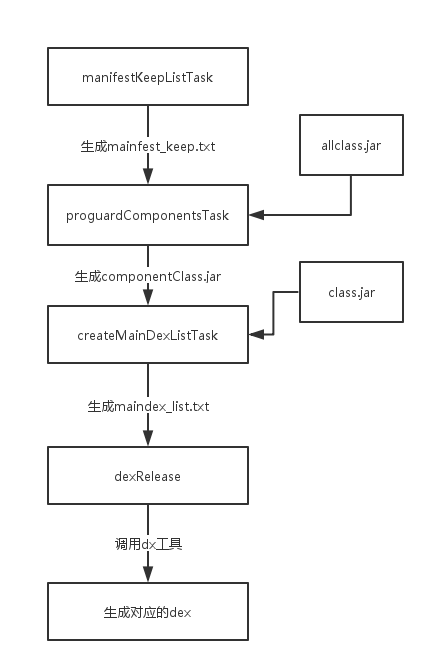 manifestKeepListTask
生成mainfest_keep.txt
allclass.jar
proguardComponentsTask
生成componentClass.jar
class.jar
createMainDexListTask
生成maindex_list.txt
dexRelease
调用dx工具
生成对应的dex